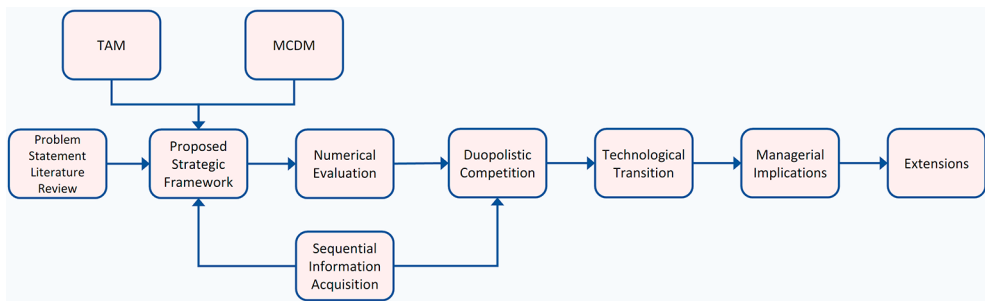 TAM
MCDM
Problem
Statement
Literature
Review
Proposed
Strategic
Framework
Numerical
Evaluation
Duopolistic
Competition
Technological
Transition
Managerial
Implications
Extensions
Sequential
Information
Acquisition